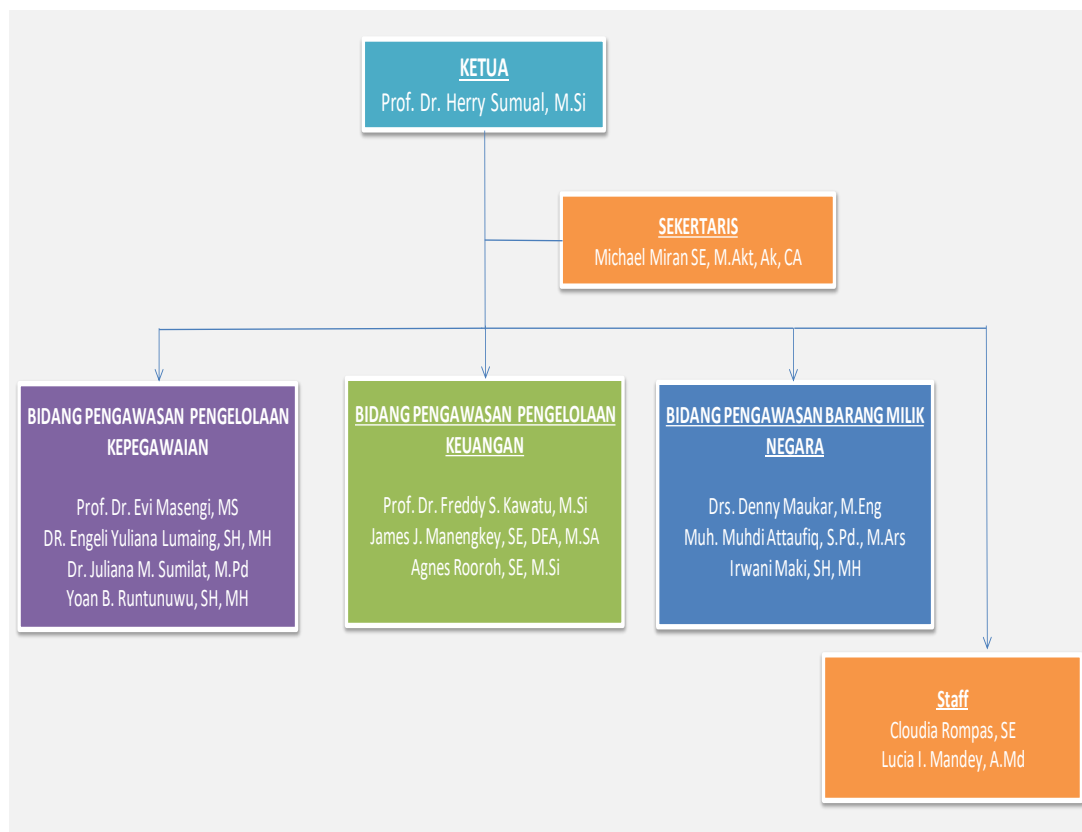 KETUA
Prof. Dr. Herry Sumual, M.Si
SEKERTARIS
Michael Miran SE, M.Akt, Ak, CA
BIDANG PENGAWASAN PENGELOLAAN
KEPEGAWAIAN
Prof. Dr. Evi Masengi, MS
DR. Engeli Yuliana Lumaing, SH, MH
Dr. Juliana M. Sumilat, M.Pd
Yoan B. Runtunuwu, SH, MH
BIDANG PENGAWASAN PENGELOLAAN
KEUANGAN
Prof. Dr. Freddy S. Kawatu, M.Si
James J. Manengkey, SE, DEA, M.SA
Agnes Rooroh, SE, M.Si
BIDANG PENGAWASAN BARANG MILIK
NEGARA
Drs. Denny Maukar, M.Eng
Muh. Muhdi Attaufiq, S.Pd., M.Ars
Irwani Maki, SH, MH
Staff
Cloudia Rompas, SE
Lucia I. Mandey, A.Md